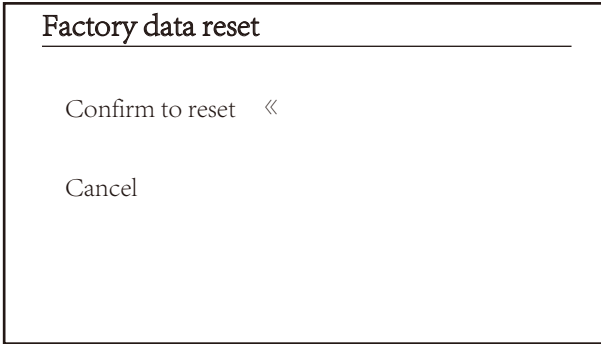 Factory data reset
Confirm to reset «
Cancel